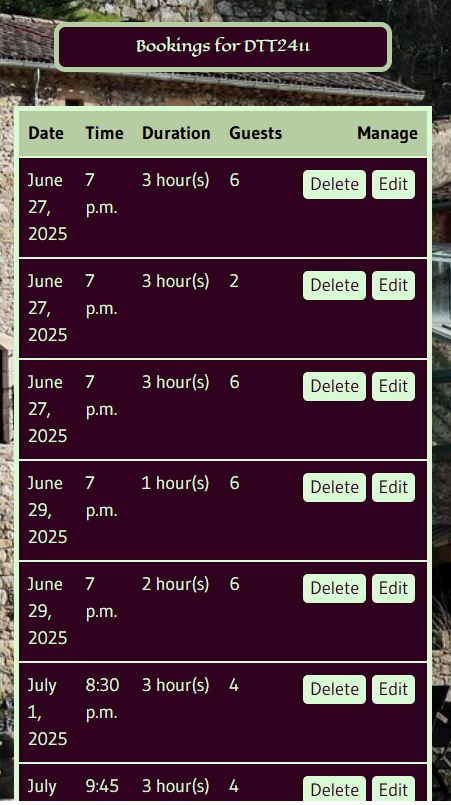 Bookings for DTT2411
Date Time Duration Guests Manage
June 27, 2025 7 p.m. 3 hour(s) 6 Delete Edit
June 27, 2025 7 p.m. 3 hour(s) 2 Delete Edit
June 27, 2025 7 p.m. 3 hour(s) 6 Delete Edit
June 29, 2025 7 p.m. 1 hour(s) 6 Delete Edit
June 29, 2025 7 p.m. 2 hour(s) 6 Delete Edit
July 1, 2025 8:30 p.m. 3 hour(s) 4 Delete Edit
July 9:45 3 hour(s) 4 Delete Edit